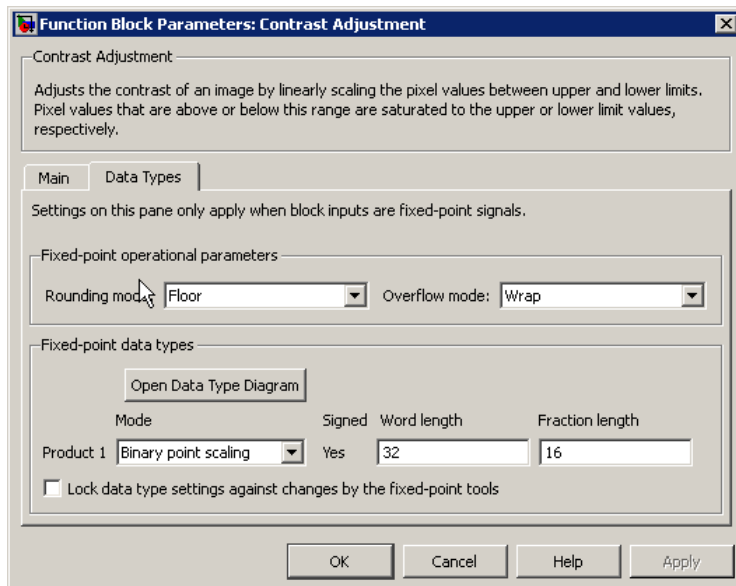 Function Block Parameters: Contrast Adjustment
Contrast Adjustment
Adjusts the contrast of an image by linearly scaling the pixel values between upper and lower limits.
Pixel values that are above or below this range are saturated to the upper or lower limit values,
respectively.
Main Data Types
Settings on this pane only apply when block inputs are fixed-point signals.
Fixed-point operational parameters
Rounding mode: Floor Overflow mode: Wrap
Fixed-point data types
Open Data Type Diagram
Mode Signed Word length Fraction length
Product 1 Binary point scaling Yes 32 16
Lock data type settings against changes by the fixed-point tools
OK Cancel Help Apply